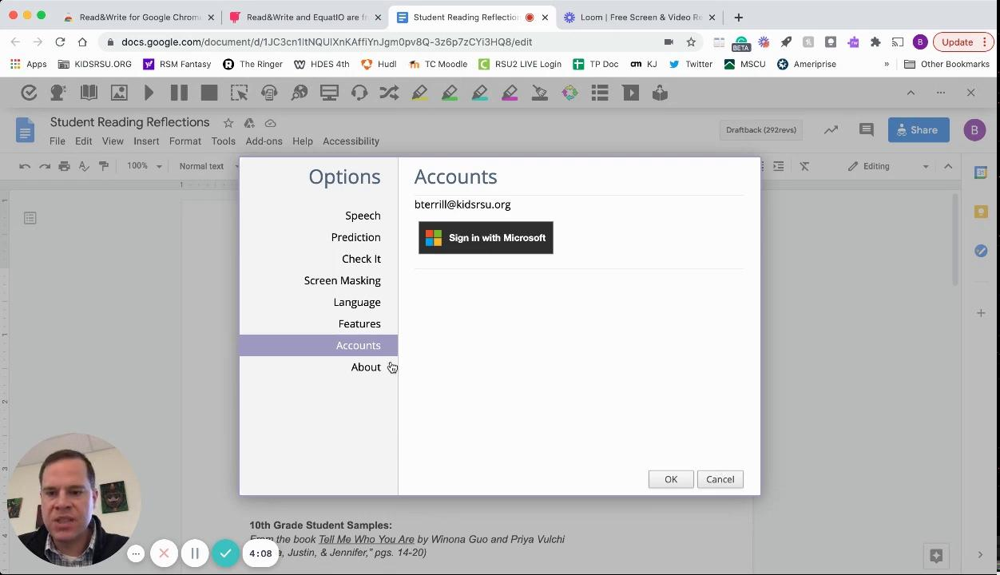 Read&Write for Google Chrom
Read&Write and EquatIO are fr
Student Reading Reflection
Loom | Free Screen & Video Re
docs.google.com/document/d/1JC3cn1ltNQUlXnKAffiYnJgm0pv8Q-3z6p7zCYi3HQ8/edit
BETA
B
Update
Apps
KIDSRSU.ORG
RSM Fantasy
The Ringer
HDES 4th
Hudl
TC Moodle
RSU2 LIVE Login
TP Doc
am KJ
Twitter
MSCU
Ameriprise
»
Other Bookmarks
Student Reading Reflections
File Edit View Insert Format Tools Add-ons Help Accessibility
Draftback (292revs)
Share
B
100%
Normal text
Editing
Options
Speech
Prediction
Check It
Screen Masking
Language
Features
Accounts
About
Accounts
bterrill@kidsrsu.org
Sign in with Microsoft
OK
Cancel
10th Grade Student Samples:
From the book Tell Me Who You Are by Winona Guo and Priya Vulchi
a, Justin, & Jennifer," pgs. 14-20)
4:08